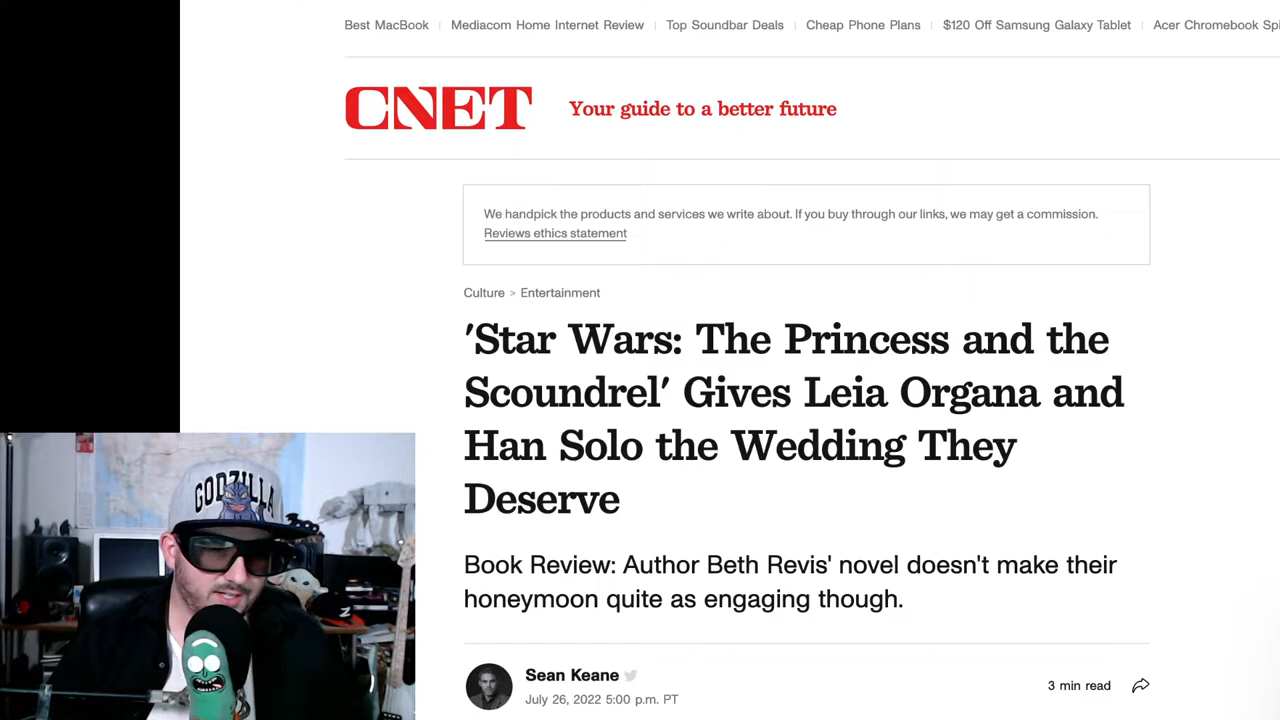 Best MacBook
Mediacom Home Internet Review
Top Soundbar Deals
Cheap Phone Plans
$120 Off Samsung Galaxy Tablet
Acer Chromebook Spi
CNET
Your guide to a better future
We handpick the products and services we write about. If you buy through our links, we may get a commission.
Reviews ethics statement
Culture > Entertainment
'Star Wars: The Princess and the
Scoundrel' Gives Leia Organa and
Han Solo the Wedding They
Deserve
Book Review: Author Beth Revis' novel doesn't make their
honeymoon quite as engaging though.
Sean Keane
July 26, 2022 5:00 p.m. PT
3 min read
GODZILLA